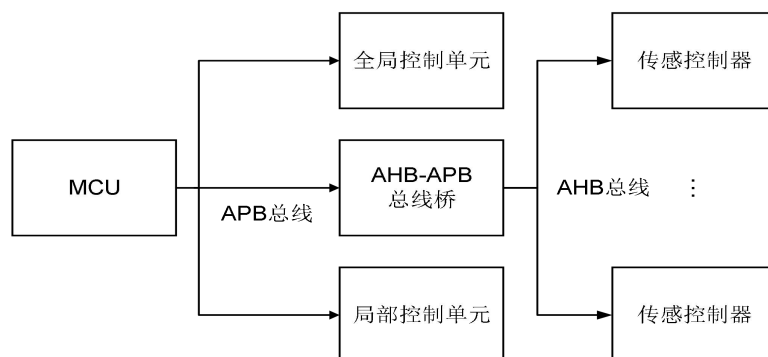 全局控制单元
传感控制器
MCU
AHB-APB
总线桥
APB总线
AHB总线
⋮
局部控制单元
传感控制器